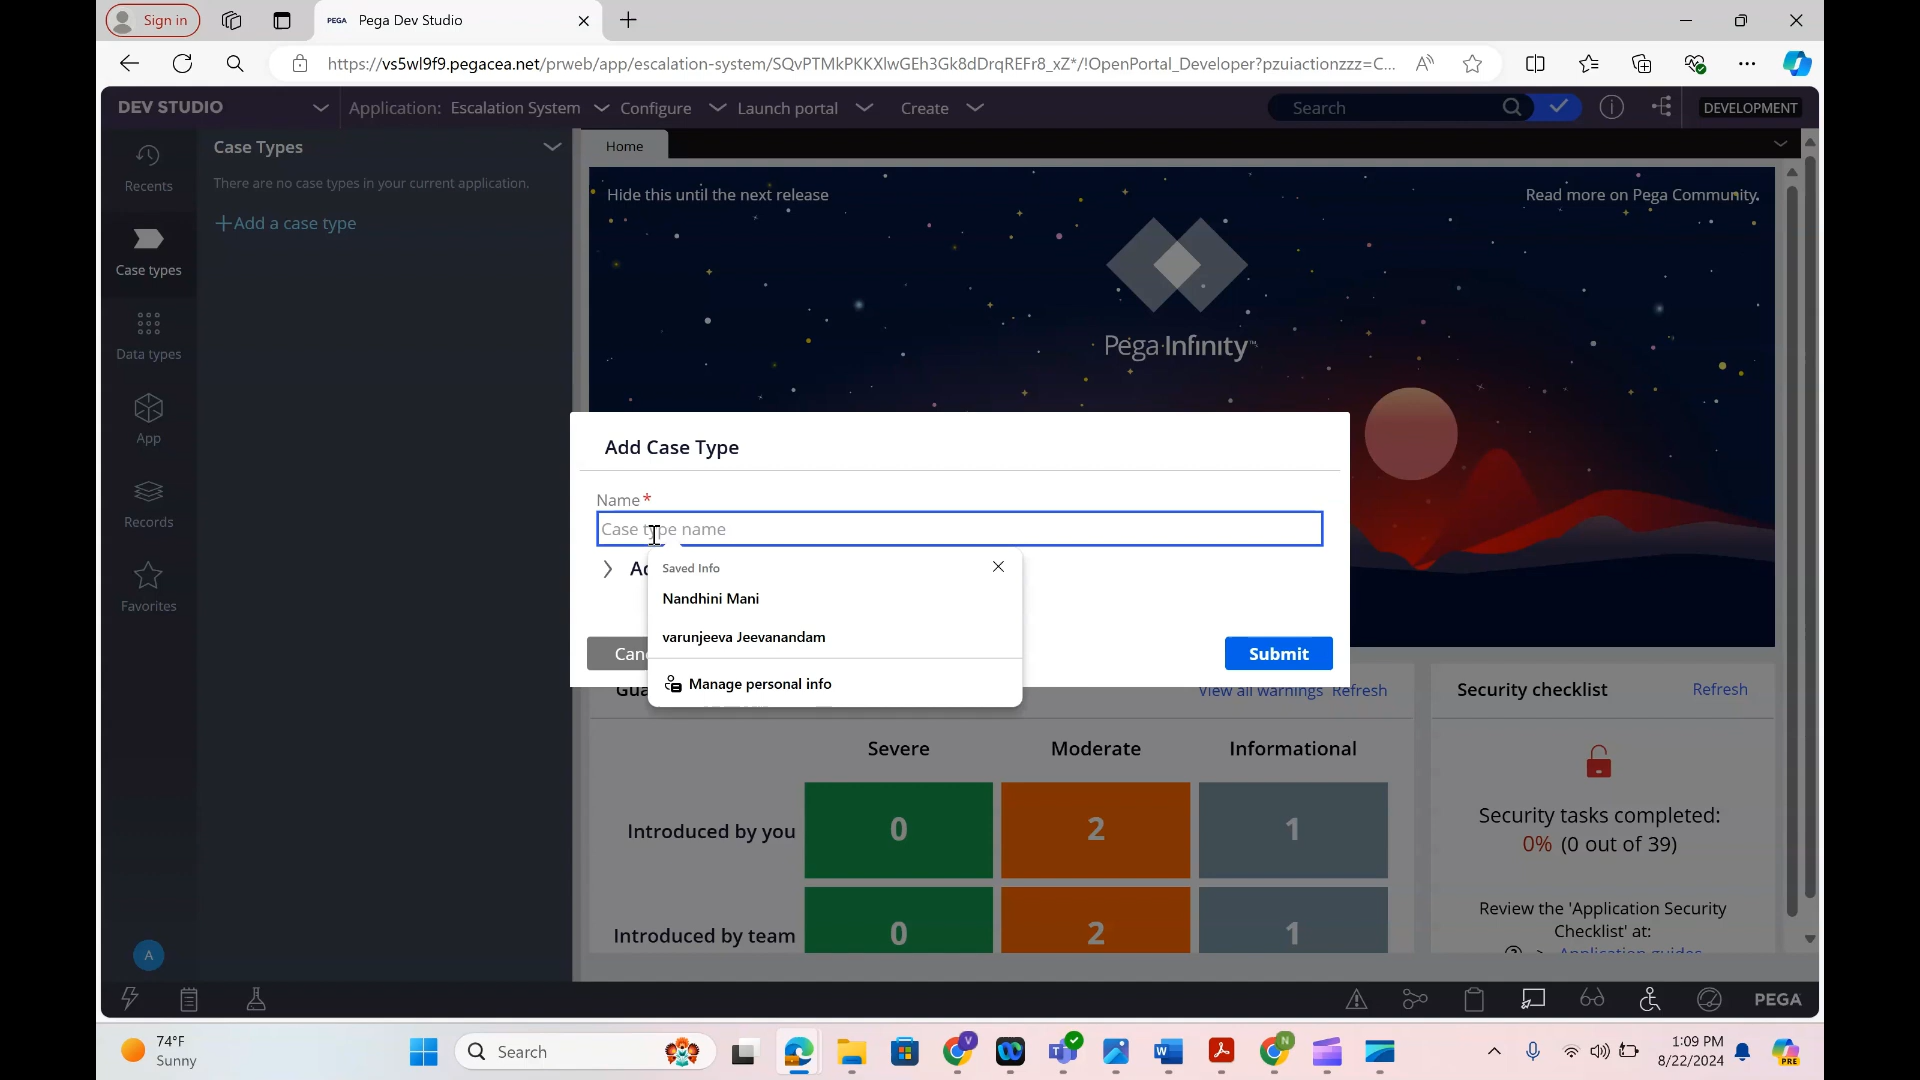 Sign in
PEGA Pega Dev Studio
https://vs5wl9f9.pegacea.net/prweb/app/escalation-system/SQvPTMkPKKXlwGEh3Gk8dDrqREFr8_xZ*/!OpenPortal_Developer?pzuiactionzzz=C...
DEV STUDIO
Application: Escalation System
Configure
Launch portal
Create
Search
DEVELOPMENT
Recents
Case types
Data types
App
Records
Favorites
A
Case Types
There are no case types in your current application.
+Add a case type
Home
Hide this until the next release
Read more on Pega Community.
Pega Infinity™
Add Case Type
Name*
Case type name
Saved Info
Nandhini Mani
varunjeeva Jeevanandam
Manage personal info
Submit
View all warnings Refresh
Severe Moderate Informational
Introduced by you 0 2 1
Introduced by team 0 2 1
Security checklist Refresh
Security tasks completed:
0% (0 out of 39)
Review the 'Application Security
Checklist' at:
Application guides
PEGA
74°F
Sunny
Search
V
N
1:09 PM
8/22/2024
PRE